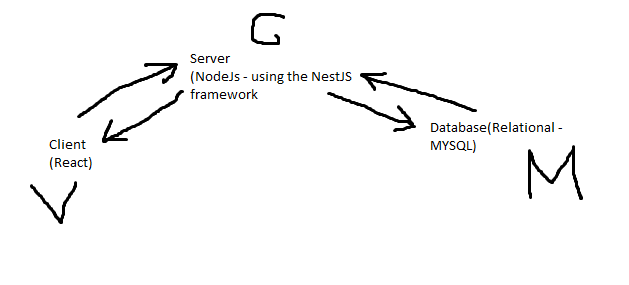 G
Server
(NodeJs - using the NestJS
framework
Client
(React)
Database(Relational -
MYSQL)
V
M